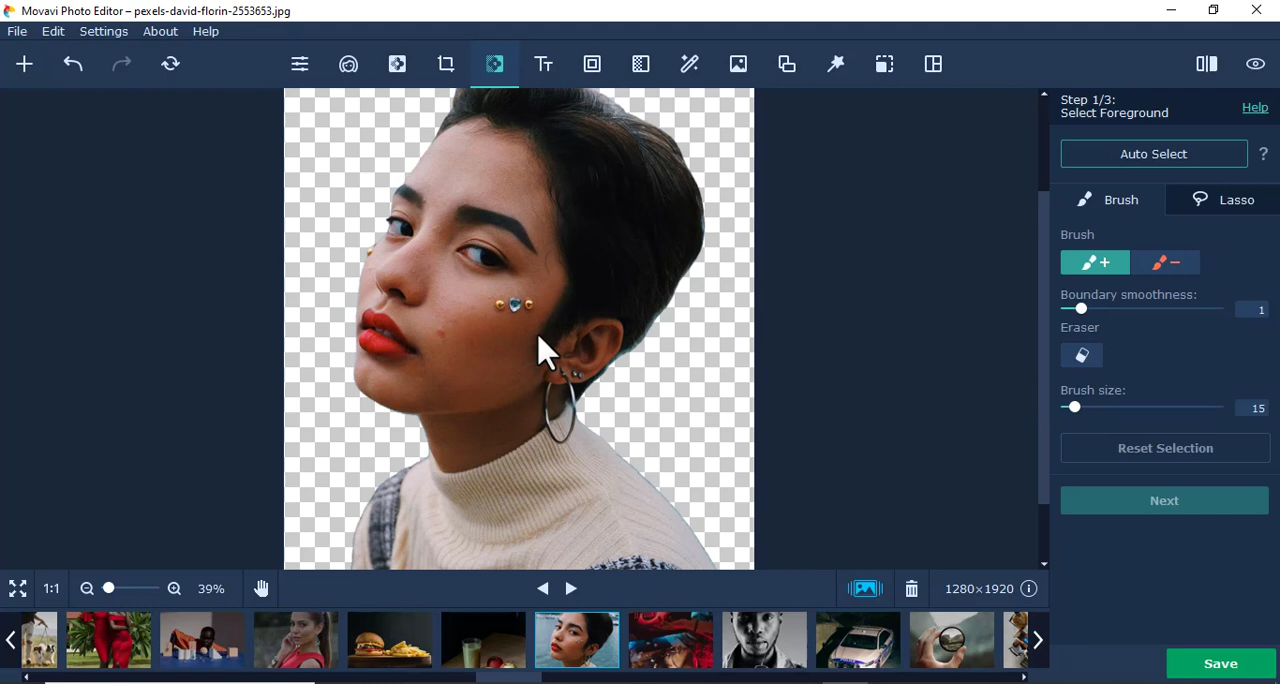 Movavi Photo Editor – pexels-david-florin-2553653.jpg
File Edit Settings About Help
Step 1/3:
Select Foreground
Help
Auto Select
?
Brush Lasso
Brush
+ −
Boundary smoothness:
1
Eraser
Brush size:
15
Reset Selection
Next
1:1
39%
1280×1920
Save